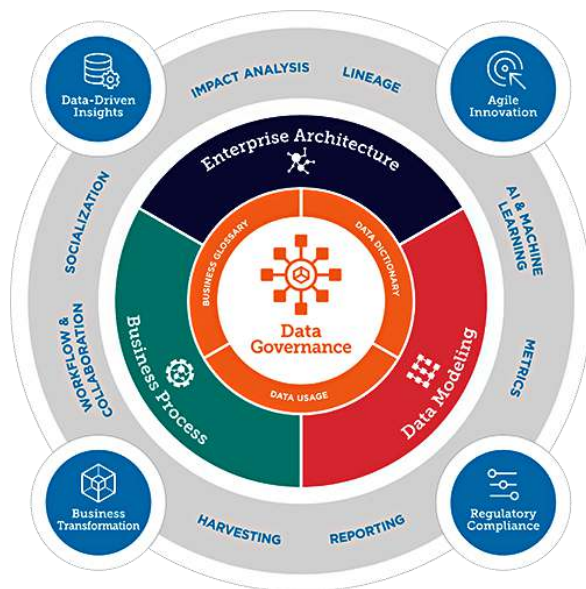 Data-Driven
Insights
IMPACT ANALYSIS
LINEAGE
Agile
Innovation
Enterprise Architecture
SOCIALIZATION
BUSINESS GLOSSARY
DATA DICTIONARY
AI & MACHINE
LEARNING
Data
Governance
WORKFLOW &
COLLABORATION
Business Process
DATA USAGE
Data Modeling
METRICS
Business
Transformation
HARVESTING
REPORTING
Regulatory
Compliance